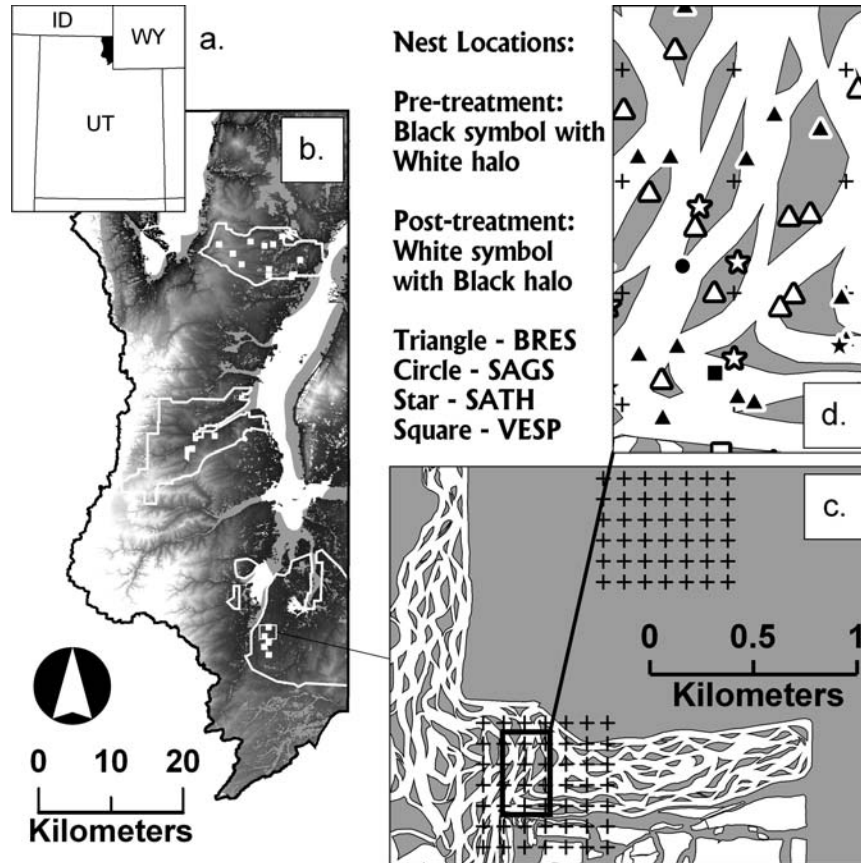 ID
WY
a.
UT
b.
Nest Locations:
Pre-treatment:
Black symbol with
White halo
Post-treatment:
White symbol
with Black halo
Triangle - BRES
Circle - SAGS
Star - SATH
Square - VESP
d.
c.
0 0.5 1
Kilometers
0 10 20
Kilometers